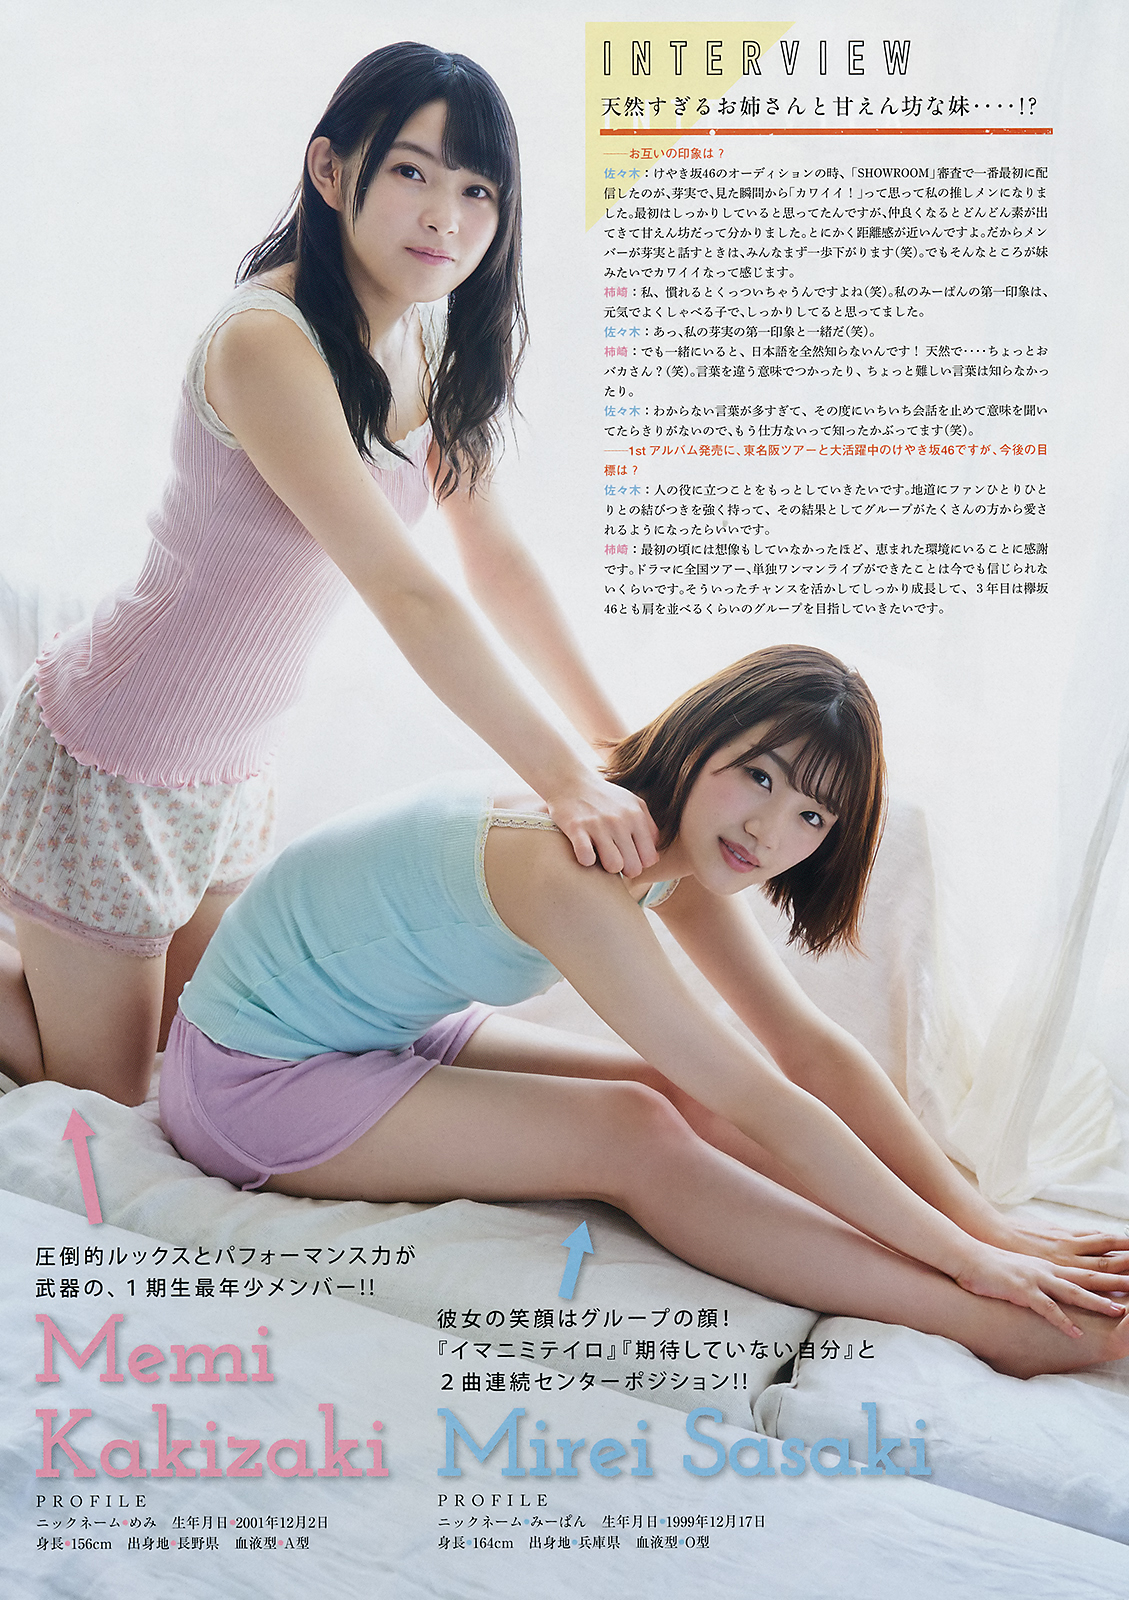 INTERVIEW
天然すぎるお姉さんと甘えん坊な妹‥‥!?
──お互いの印象は？
佐々木：けやき坂46のオーディションの時、「SHOWROOM」審査で一番最初に配
信したのが、芽実で、見た瞬間から「カワイイ！」って思って私の推しメンになりま
した。最初はしっかりしていると思ってたんですが、仲良くなるとどんどん素が出
てきて甘えん坊だって分かりました。とにかく距離感が近いんですよ。だからメン
バーが芽実と話すときは、みんなまず一歩下がります（笑）。でもそんなところが妹
みたいでカワイイなって感じます。
柿崎：私、慣れるとくっついちゃうんですよね（笑）。私のみーぱんの第一印象は、
元気でよくしゃべる子で、しっかりしてると思ってました。
佐々木：あっ、私の芽実の第一印象と一緒だ（笑）。
柿崎：でも一緒にいると、日本語を全然知らないんです！ 天然で‥‥ちょっとお
バカさん？（笑）。言葉を違う意味でつかったり、ちょっと難しい言葉は知らなかっ
たり。
佐々木：わからない言葉が多すぎて、その度にいちいち会話を止めて意味を聞い
てたらきりがないので、もう仕方ないって知ったかぶってます（笑）。
──1st アルバム発売に、東名阪ツアーと大活躍中のけやき坂46ですが、今後の目
標は？
佐々木：人の役に立つことをもっとしていきたいです。地道にファンひとりひと
りとの結びつきを強く持って、その結果としてグループがたくさんの方から愛さ
れるようになったらいいです。
柿崎：最初の頃には想像もしていなかったほど、恵まれた環境にいることに感謝
です。ドラマに全国ツアー、単独ワンマンライブができたことは今でも信じられな
いくらいです。そういったチャンスを活かしてしっかり成長して、３年目は欅坂
46とも肩を並べるくらいのグループを目指していきたいです。
圧倒的ルックスとパフォーマンス力が
武器の、１期生最年少メンバー!!
Memi
Kakizaki
PROFILE
ニックネーム●めみ 生年月日●2001年12月2日
身長●156cm 出身地●長野県 血液型●A型
彼女の笑顔はグループの顔！
『イマニミテイロ』『期待していない自分』と
２曲連続センターポジション!!
Mirei Sasaki
PROFILE
ニックネーム●みーぱん 生年月日●1999年12月17日
身長●164cm 出身地●兵庫県 血液型●O型